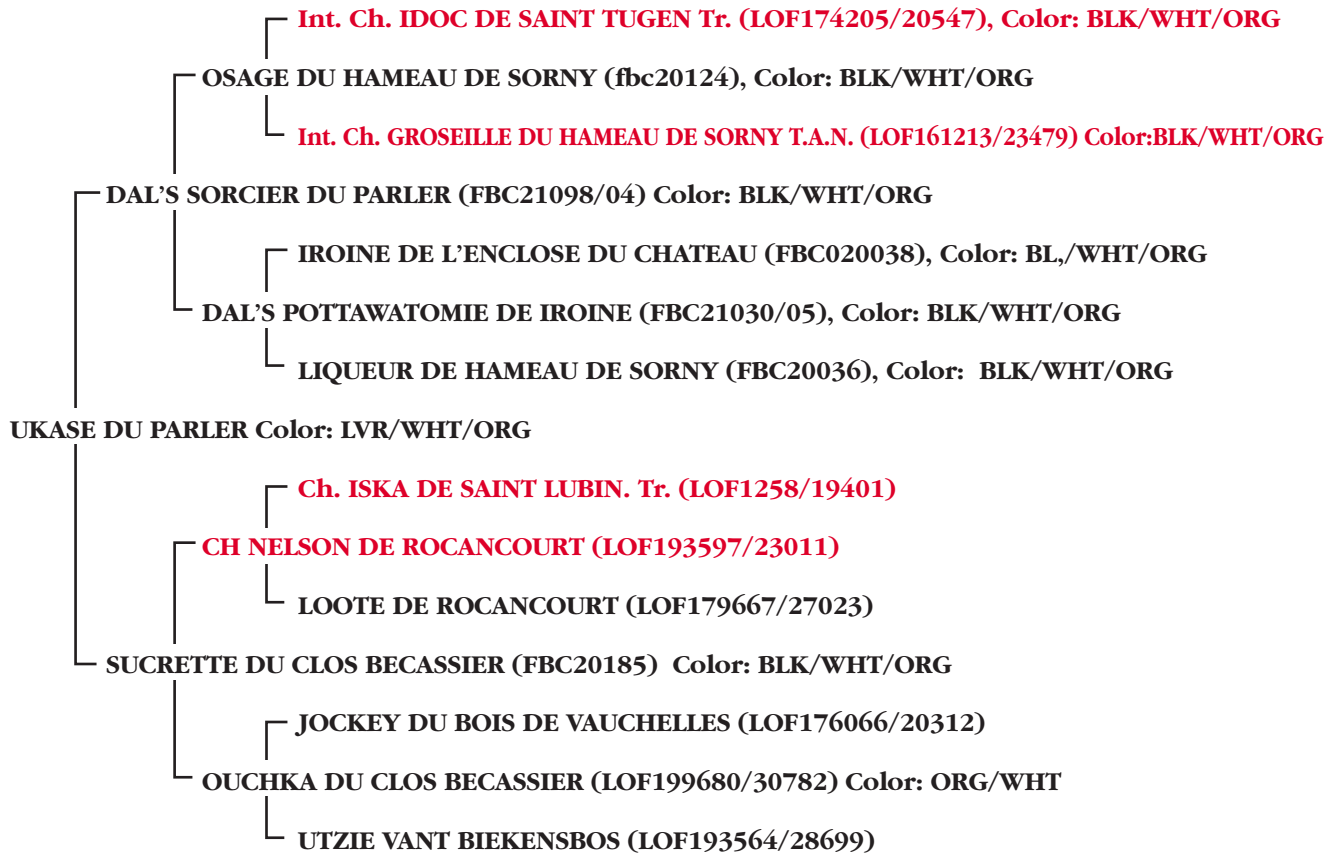 Int. Ch. IDOC DE SAINT TUGEN Tr. (LOF174205/20547), Color: BLK/WHT/ORG
OSAGE DU HAMEAU DE SORNY (fbc20124), Color: BLK/WHT/ORG
Int. Ch. GROSEILLE DU HAMEAU DE SORNY T.A.N. (LOF161213/23479) Color:BLK/WHT/ORG
DAL’S SORCIER DU PARLER (FBC21098/04) Color: BLK/WHT/ORG
IROINE DE L’ENCLOSE DU CHATEAU (FBC020038), Color: BL,/WHT/ORG
DAL’S POTTAWATOMIE DE IROINE (FBC21030/05), Color: BLK/WHT/ORG
LIQUEUR DE HAMEAU DE SORNY (FBC20036), Color: BLK/WHT/ORG
UKASE DU PARLER Color: LVR/WHT/ORG
Ch. ISKA DE SAINT LUBIN. Tr. (LOF1258/19401)
CH NELSON DE ROCANCOURT (LOF193597/23011)
LOOTE DE ROCANCOURT (LOF179667/27023)
SUCRETTE DU CLOS BECASSIER (FBC20185) Color: BLK/WHT/ORG
JOCKEY DU BOIS DE VAUCHELLES (LOF176066/20312)
OUCHKA DU CLOS BECASSIER (LOF199680/30782) Color: ORG/WHT
UTZIE VANT BIEKENSBOS (LOF193564/28699)